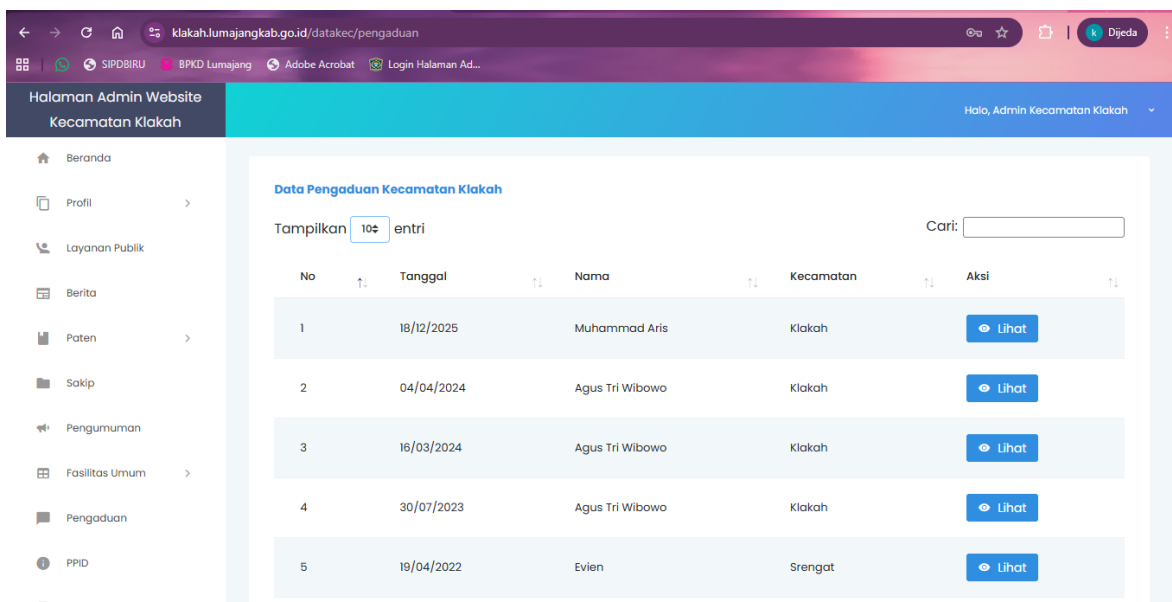 klakah.lumajangkab.go.id/datakec/pengaduan
k Dijeda
SIPDBIRU BPKD Lumajang Adobe Acrobat Login Halaman Ad...
Halaman Admin Website
Kecamatan Klakah
Halo, Admin Kecamatan Klakah
Beranda
Profil
Layanan Publik
Berita
Paten
Sakip
Pengumuman
Fasilitas Umum
Pengaduan
PPID
Data Pengaduan Kecamatan Klakah
Tampilkan 10 entri
Cari:
No Tanggal Nama Kecamatan Aksi
1 18/12/2025 Muhammad Aris Klakah Lihat
2 04/04/2024 Agus Tri Wibowo Klakah Lihat
3 16/03/2024 Agus Tri Wibowo Klakah Lihat
4 30/07/2023 Agus Tri Wibowo Klakah Lihat
5 19/04/2022 Evien Srengat Lihat